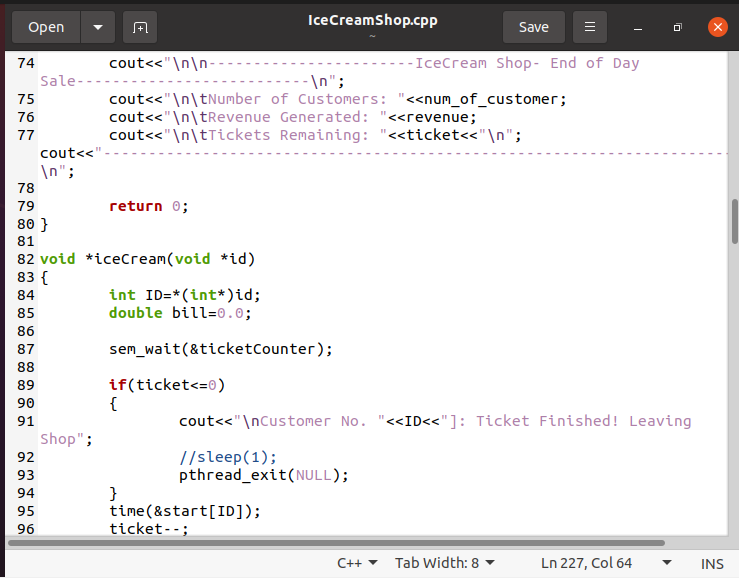 Open
IceCreamShop.cpp
~
Save
74 cout<<"\n\n-----------------------IceCream Shop- End of Day
Sale--------------------------\n";
75 cout<<"\n\tNumber of Customers: "<<num_of_customer;
76 cout<<"\n\tRevenue Generated: "<<revenue;
77 cout<<"\n\tTickets Remaining: "<<ticket<<"\n";
cout<<"----------------------------------------------------------------------
\n";
78
79 return 0;
80 }
81
82 void *iceCream(void *id)
83 {
84 int ID=*(int*)id;
85 double bill=0.0;
86
87 sem_wait(&ticketCounter);
88
89 if(ticket<=0)
90 {
91 cout<<"\nCustomer No. "<<ID<<"]: Ticket Finished! Leaving
Shop";
92 //sleep(1);
93 pthread_exit(NULL);
94 }
95 time(&start[ID]);
96 ticket--;
C++ Tab Width: 8 Ln 227, Col 64 INS